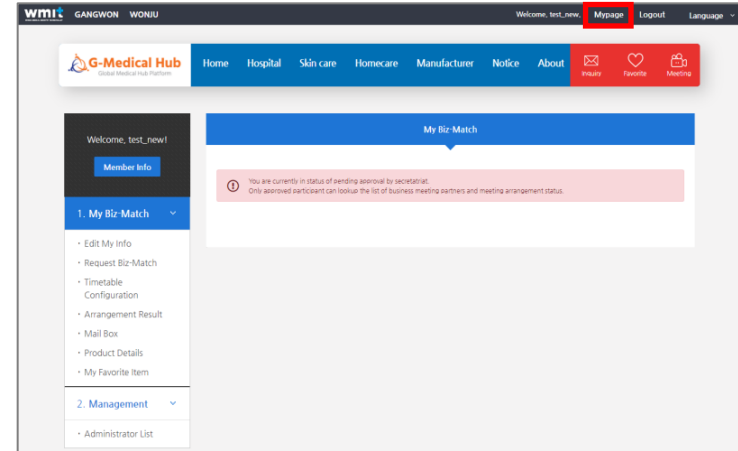 wmit GANGWON WONJU
Welcome, test_new, Mypage Logout Language
G-Medical Hub
Global Medical Hub Platform
Home Hospital Skin care Homecare Manufacturer Notice About
Inquiry Favorite Meeting
Welcome, test_new!
Member Info
My Biz-Match
You are currently in status of pending approval by secretatriat.
Only approved participant can lookup the list of business meeting partners and meeting arrangement status.
1. My Biz-Match
· Edit My Info
· Request Biz-Match
· Timetable
Configuration
· Arrangement Result
· Mail Box
· Product Details
· My Favorite Item
2. Management
· Administrator List